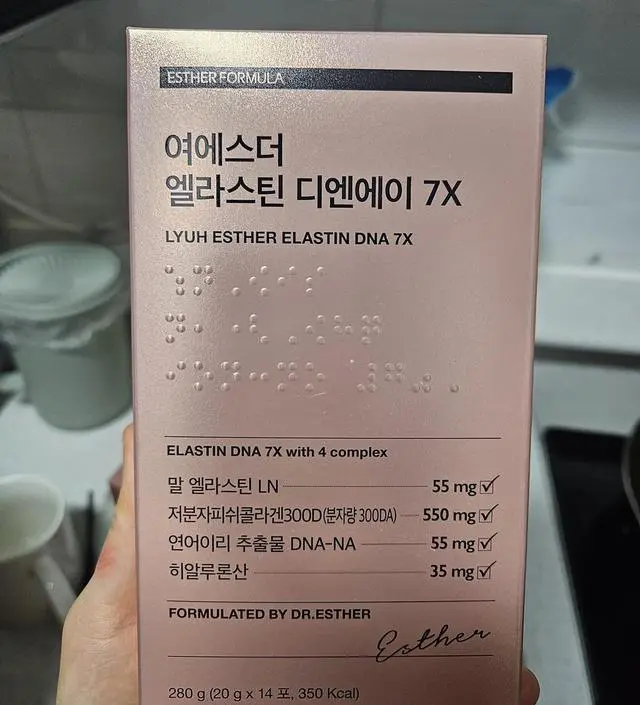 ESTHER FORMULA
여에스더
엘라스틴 디엔에이 7X
LYUH ESTHER ELASTIN DNA 7X
ELASTIN DNA 7X with 4 complex
말 엘라스틴 LN 55 mg
저분자피쉬콜라겐300D(분자량 300DA) 550 mg
연어이리 추출물 DNA-NA 55 mg
히알루론산 35 mg
FORMULATED BY DR.ESTHER
Esther
280 g (20 g x 14 포, 350 Kcal)